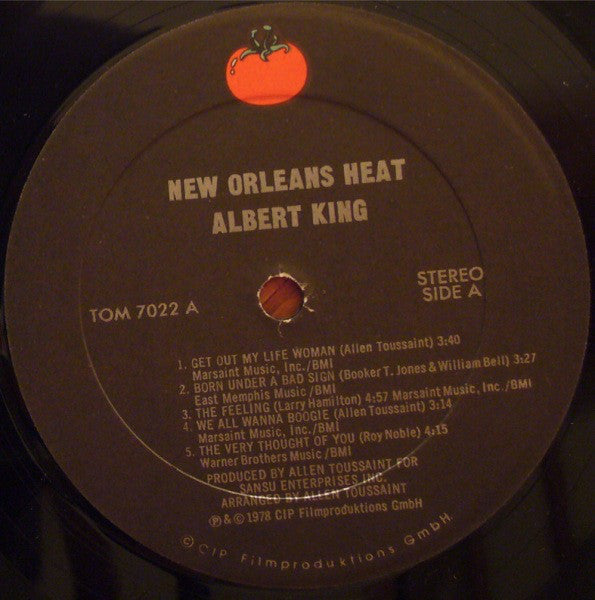 NEW ORLEANS HEAT
ALBERT KING
STEREO
SIDE A
TOM 7022 A
1. GET OUT MY LIFE WOMAN (Allen Toussaint) 3:40
Marsaint Music, Inc./BMI
2. BORN UNDER A BAD SIGN (Booker T. Jones & William Bell) 3:27
East Memphis Music /BMI
3. THE FEELING (Larry Hamilton) 4:57 Marsaint Music, Inc./BMI
4. WE ALL WANNA BOOGIE (Allen Toussaint) 3:14
Marsaint Music, Inc./BMI
5. THE VERY THOUGHT OF YOU (Roy Noble) 4:15
Warner Brothers Music /BMI
PRODUCED BY ALLEN TOUSSAINT FOR
SANSU ENTERPRISES INC.
ARRANGED BY ALLEN TOUSSAINT
℗ & © 1978 CIP Filmproduktions GmbH
© CIP Filmproduktions GmbH.